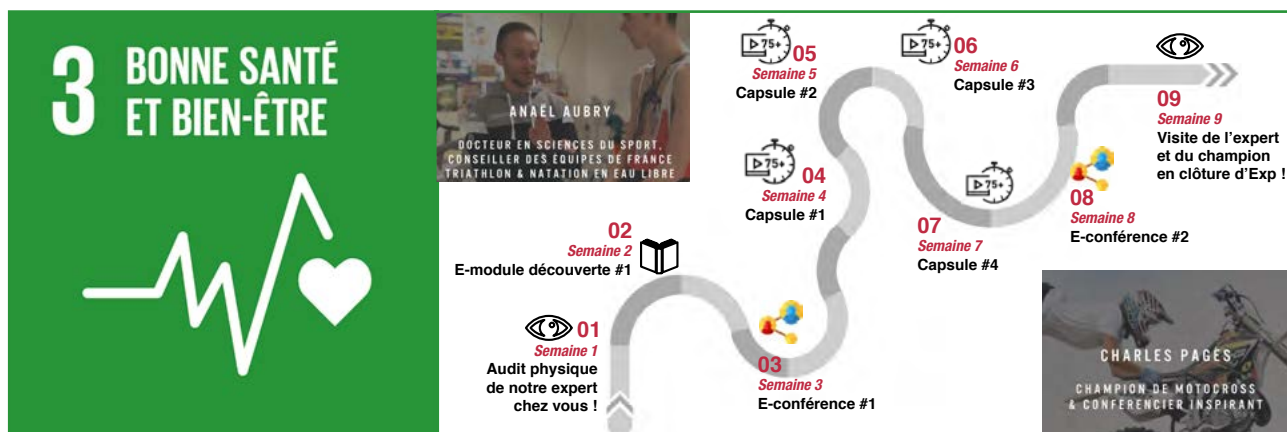 3 BONNE SANTÉ
ET BIEN-ÊTRE
ANAËL AUBRY
DOCTEUR EN SCIENCES DU SPORT,
CONSEILLER DES ÉQUIPES DE FRANCE
TRIATHLON & NATATION EN EAU LIBRE
01
Semaine 1
Audit physique
de notre expert
chez vous !
02
Semaine 2
E-module découverte #1
03
Semaine 3
E-conférence #1
75+
04
Semaine 4
Capsule #1
75+
05
Semaine 5
Capsule #2
75+
06
Semaine 6
Capsule #3
75+
07
Semaine 7
Capsule #4
08
Semaine 8
E-conférence #2
09
Semaine 9
Visite de l'expert
et du champion
en clôture d'Exp !
CHARLES PAGÈS
CHAMPION DE MOTOCROSS
& CONFÉRENCIER INSPIRANT